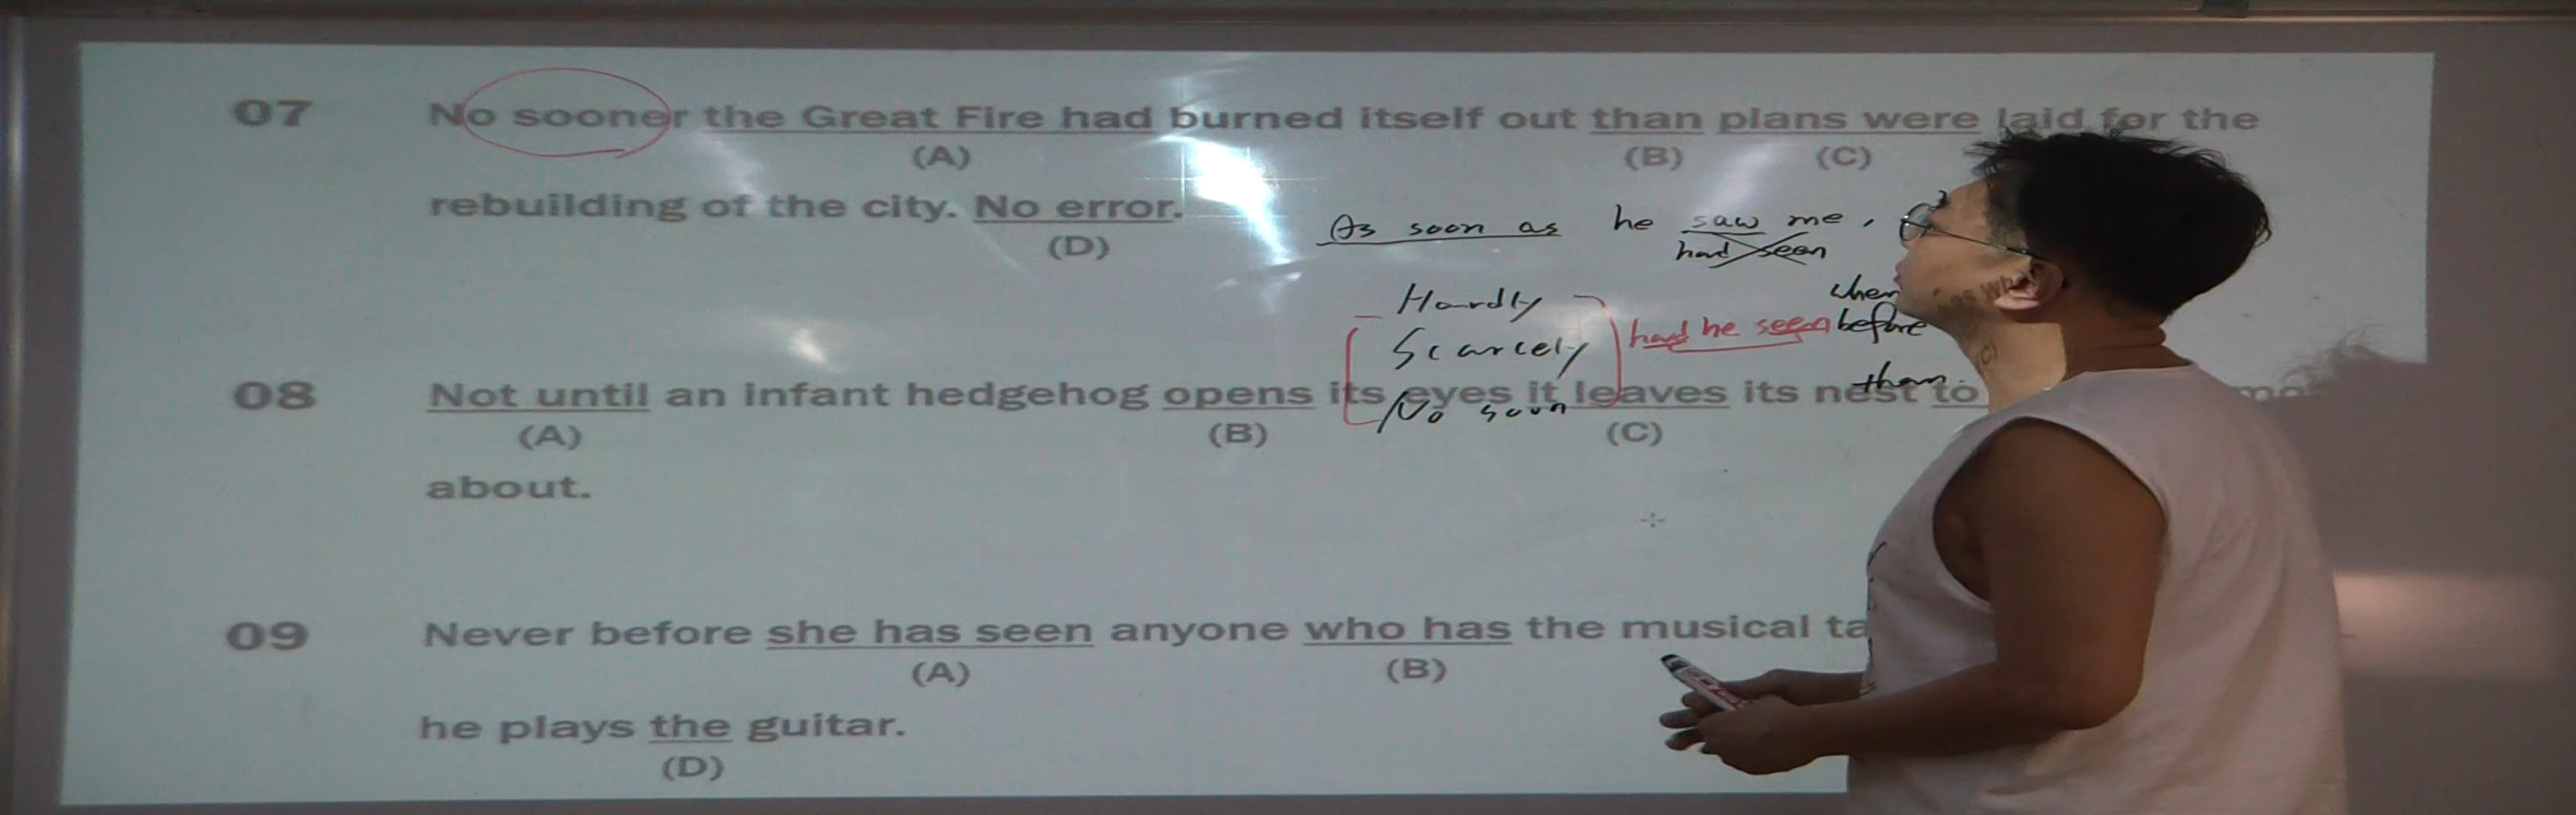 07 No sooner the Great Fire had burned itself out than plans were laid for the
(A) (B) (C)
rebuilding of the city. No error.
(D)
As soon as he saw me,
had seen
Hardly
when
Scarcely had he seen before
No soon than.
08 Not until an infant hedgehog opens its eyes it leaves its nest to
(A) (B) (C)
about.
09 Never before she has seen anyone who has the musical ta
(A) (B)
he plays the guitar.
(D)